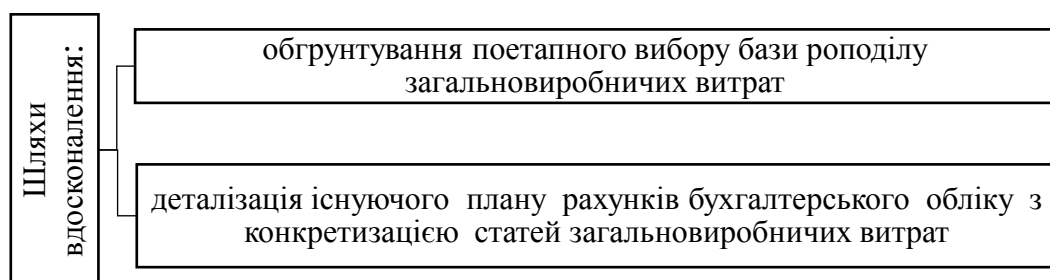 Шляхи
вдосконалення:
обгрунтування поетапного вибору бази роподілу
загальновиробничих витрат
деталізація існуючого плану рахунків бухгалтерського обліку з
конкретизацією статей загальновиробничих витрат